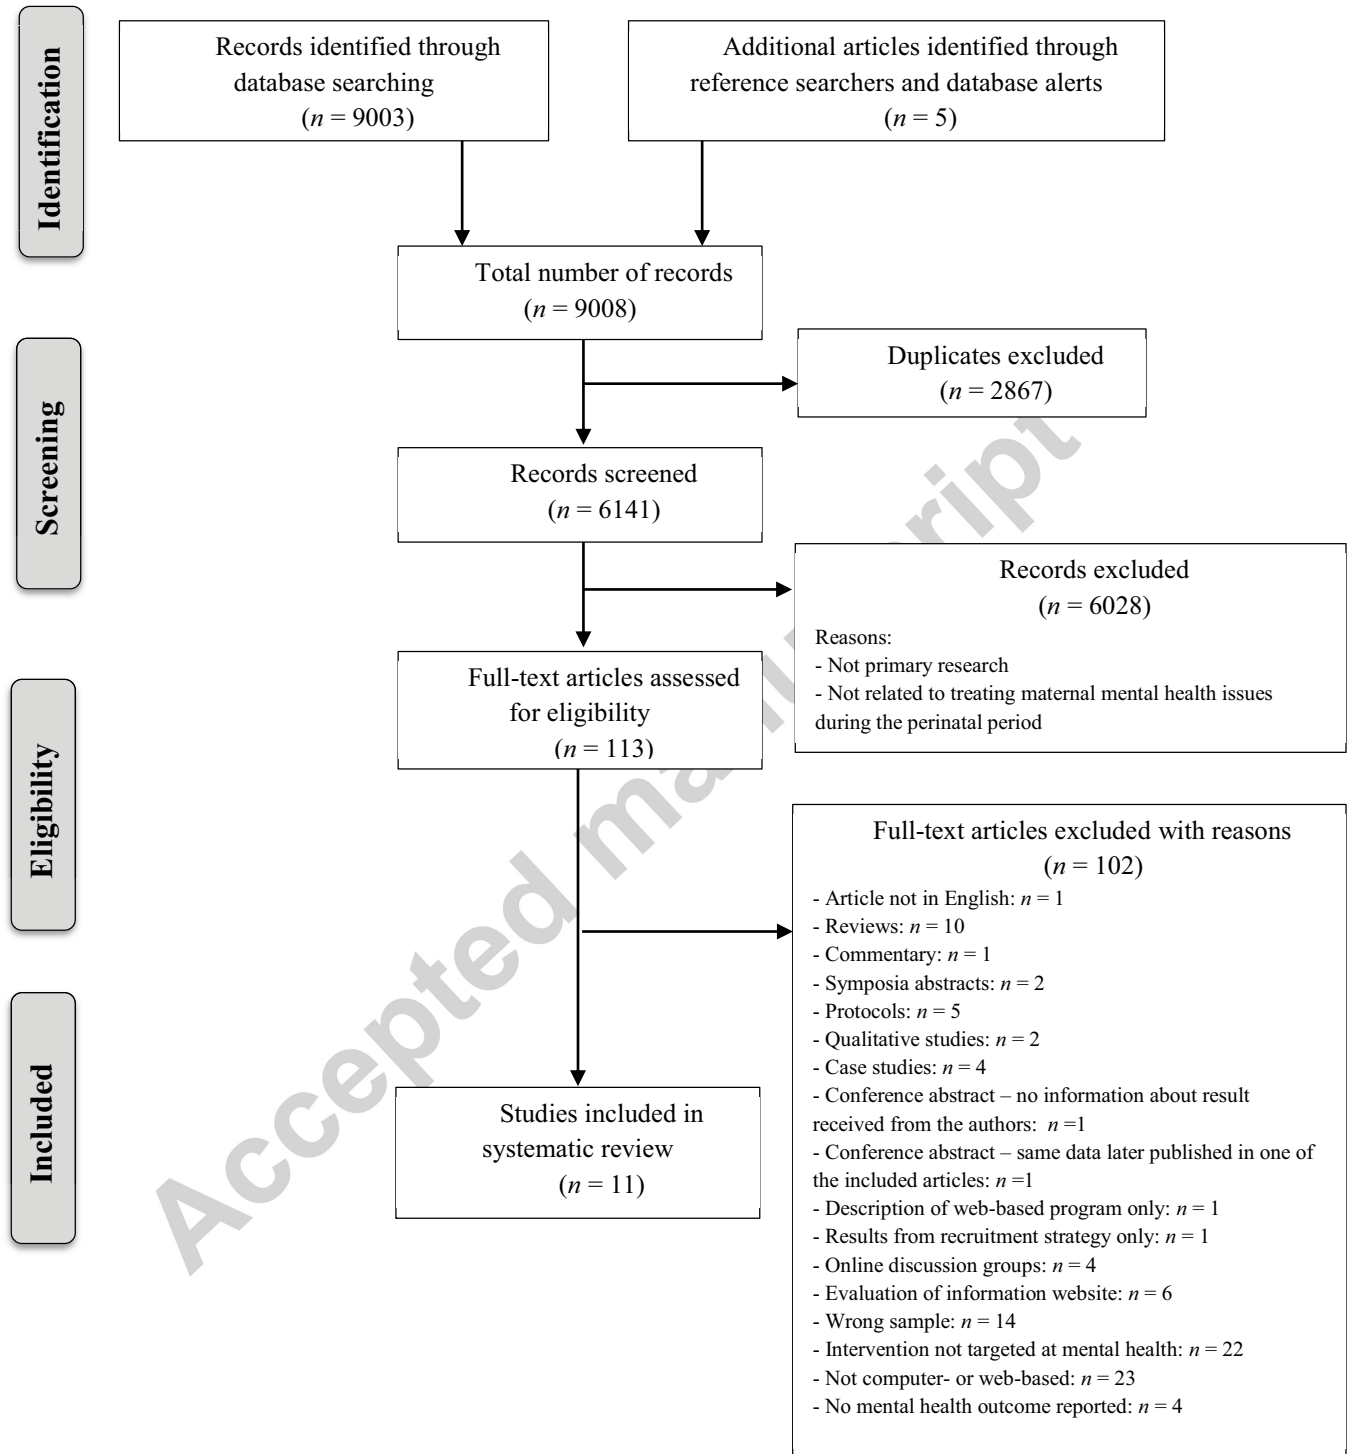 Identification
Records identified through
database searching
(n = 9003)
Additional articles identified through
reference searchers and database alerts
(n = 5)
Total number of records
(n = 9008)
Screening
Duplicates excluded
(n = 2867)
Records screened
(n = 6141)
Records excluded
(n = 6028)
Reasons:
- Not primary research
- Not related to treating maternal mental health issues
during the perinatal period
Eligibility
Full-text articles assessed
for eligibility
(n = 113)
Full-text articles excluded with reasons
(n = 102)
- Article not in English: n = 1
- Reviews: n = 10
- Commentary: n = 1
- Symposia abstracts: n = 2
- Protocols: n = 5
- Qualitative studies: n = 2
- Case studies: n = 4
- Conference abstract – no information about result
received from the authors: n =1
- Conference abstract – same data later published in one of
the included articles: n =1
- Description of web-based program only: n = 1
- Results from recruitment strategy only: n = 1
- Online discussion groups: n = 4
- Evaluation of information website: n = 6
- Wrong sample: n = 14
- Intervention not targeted at mental health: n = 22
- Not computer- or web-based: n = 23
- No mental health outcome reported: n = 4
Included
Studies included in
systematic review
(n = 11)
Accepted manuscript